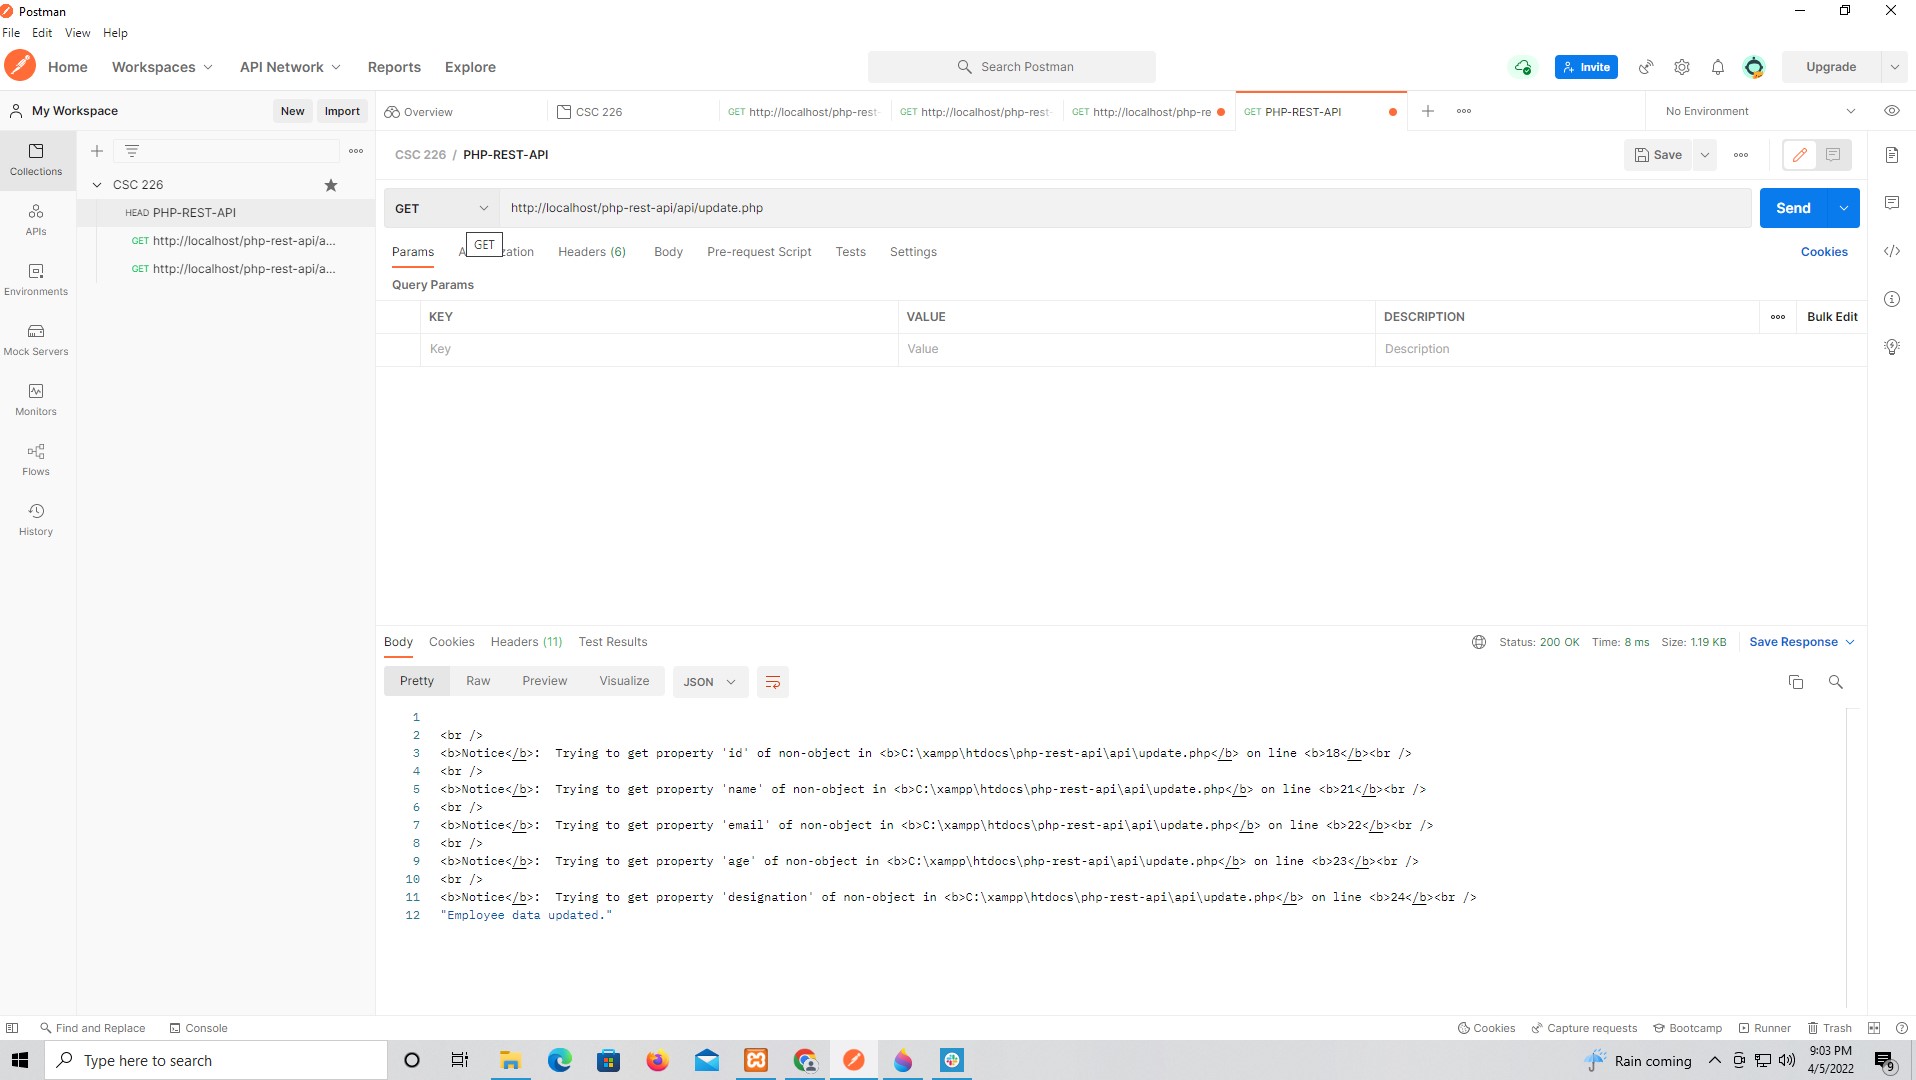 Postman
File Edit View Help
Home Workspaces API Network Reports Explore Search Postman Invite Upgrade
My Workspace New Import Overview CSC 226 GET http://localhost/php-rest- GET http://localhost/php-rest- GET http://localhost/php-re GET PHP-REST-API No Environment
Collections
CSC 226 / PHP-REST-API Save
CSC 226
HEAD PHP-REST-API
GET http://localhost/php-rest-api/api/update.php Send
APIs
GET http://localhost/php-rest-api/a...
GET
Params A zation Headers (6) Body Pre-request Script Tests Settings Cookies
GET http://localhost/php-rest-api/a...
Query Params
Environments
KEY VALUE DESCRIPTION Bulk Edit
Key Value Description
Mock Servers
Monitors
Flows
History
Body Cookies Headers (11) Test Results Status: 200 OK Time: 8 ms Size: 1.19 KB Save Response
Pretty Raw Preview Visualize JSON
1
2 <br />
3 <b>Notice</b>: Trying to get property 'id' of non-object in <b>C:\xampp\htdocs\php-rest-api\api\update.php</b> on line <b>18</b><br />
4 <br />
5 <b>Notice</b>: Trying to get property 'name' of non-object in <b>C:\xampp\htdocs\php-rest-api\api\update.php</b> on line <b>21</b><br />
6 <br />
7 <b>Notice</b>: Trying to get property 'email' of non-object in <b>C:\xampp\htdocs\php-rest-api\api\update.php</b> on line <b>22</b><br />
8 <br />
9 <b>Notice</b>: Trying to get property 'age' of non-object in <b>C:\xampp\htdocs\php-rest-api\api\update.php</b> on line <b>23</b><br />
10 <br />
11 <b>Notice</b>: Trying to get property 'designation' of non-object in <b>C:\xampp\htdocs\php-rest-api\api\update.php</b> on line <b>24</b><br />
12 "Employee data updated."
Find and Replace Console Cookies Capture requests Bootcamp Runner Trash
Type here to search Rain coming 9:03 PM
4/5/2022 9